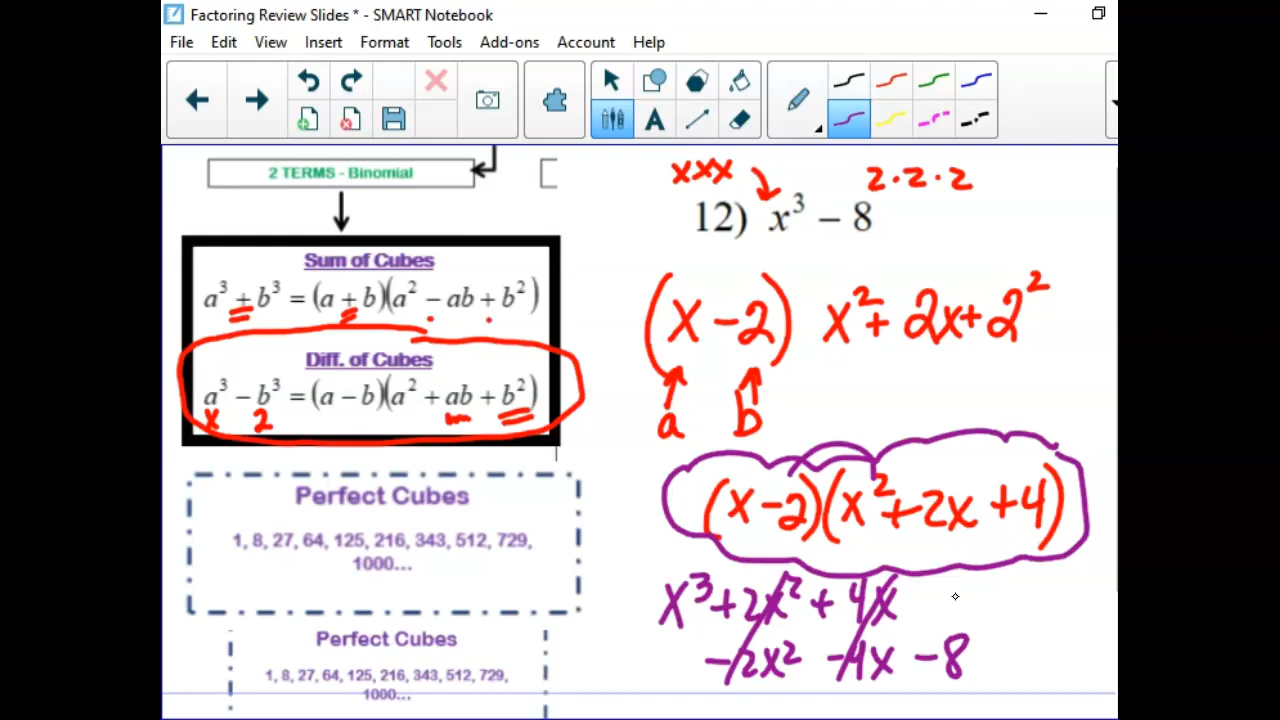 Factoring Review Slides * - SMART Notebook
File Edit View Insert Format Tools Add-ons Account Help
A
2 TERMS - Binomial
Sum of Cubes
a³ + b³ = (a + b)(a² − ab + b²)
Diff. of Cubes
a³ − b³ = (a − b)(a² + ab + b²)
x 2
Perfect Cubes
1, 8, 27, 64, 125, 216, 343, 512, 729,
1000...
Perfect Cubes
1, 8, 27, 64, 125, 216, 343, 512, 729,
1000...
xxx 2·2·2
12) x³ − 8
(x − 2) x² + 2x + 2²
a b
(x − 2)(x² + 2x + 4)
x³ + 2x² + 4x
− 2x² − 4x − 8